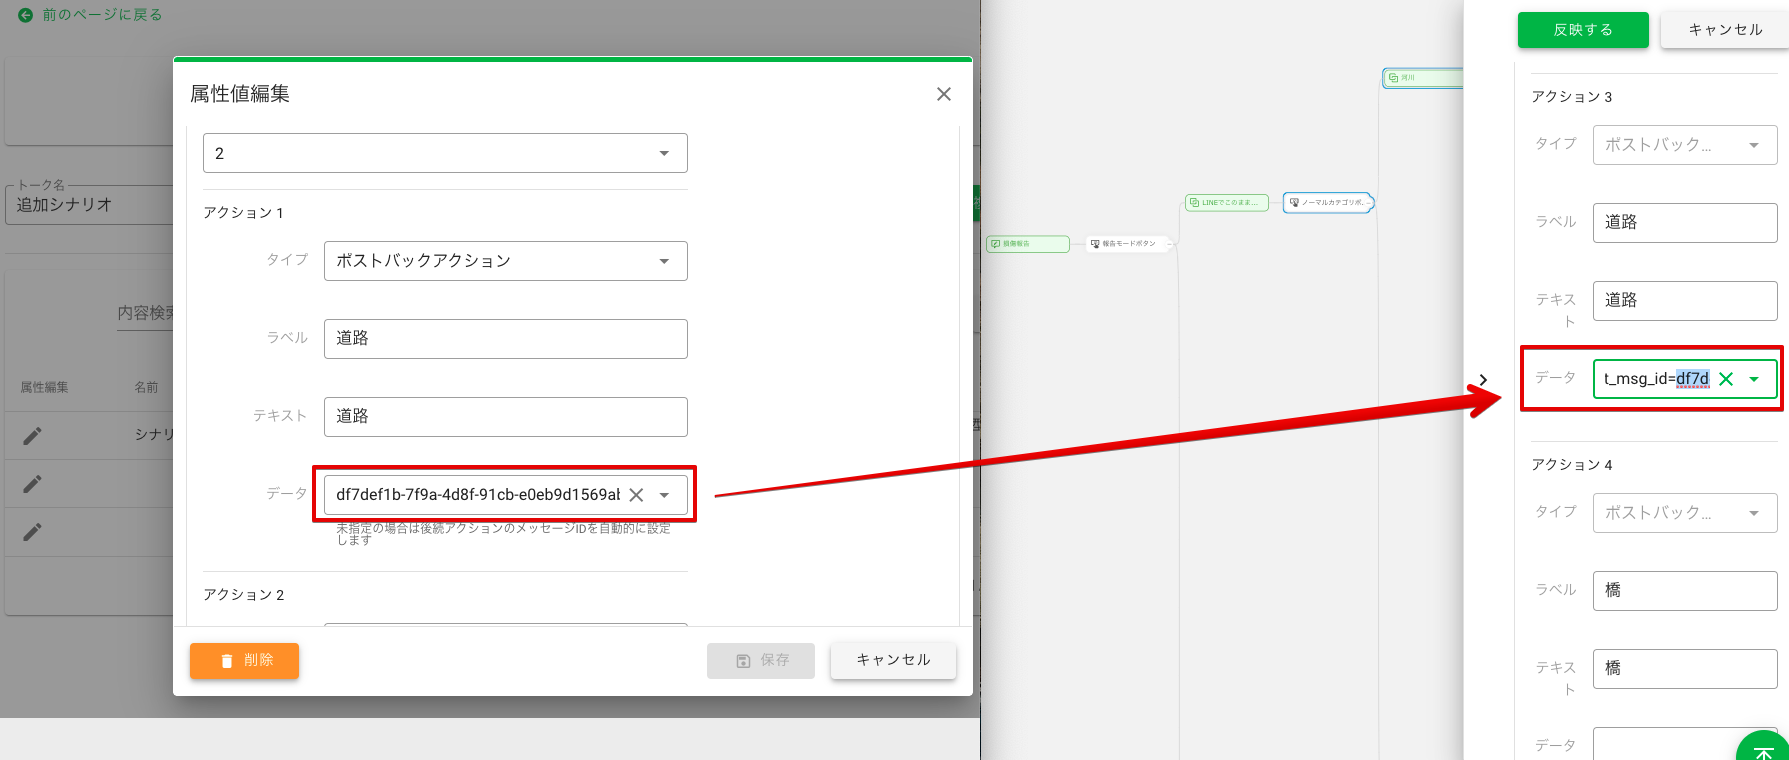 前のページに戻る
属性値編集
2
アクション 1
タイプ
ポストバックアクション
ラベル
道路
テキスト
道路
データ
df7def1b-7f9a-4d8f-91cb-e0eb9d1569ab
未指定の場合は後続アクションのメッセージIDを自動的に設定
します
アクション 2
削除
保存
キャンセル
トーク名
追加シナリオ
内容検索
属性編集
名前
シナリ
損傷報告
報告モードボタン
LINEでこのまま...
ノーマルカテゴリボ...
河川
反映する
キャンセル
アクション 3
タイプ
ポストバック...
ラベル
道路
テキス
ト
道路
データ
t_msg_id=df7d
アクション 4
タイプ
ポストバック...
ラベル
橋
テキス
ト
橋
データ